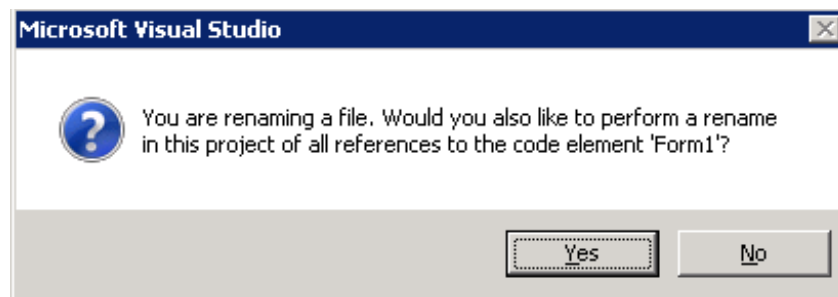 Microsoft Visual Studio
You are renaming a file. Would you also like to perform a rename
in this project of all references to the code element 'Form1'?
Yes
No